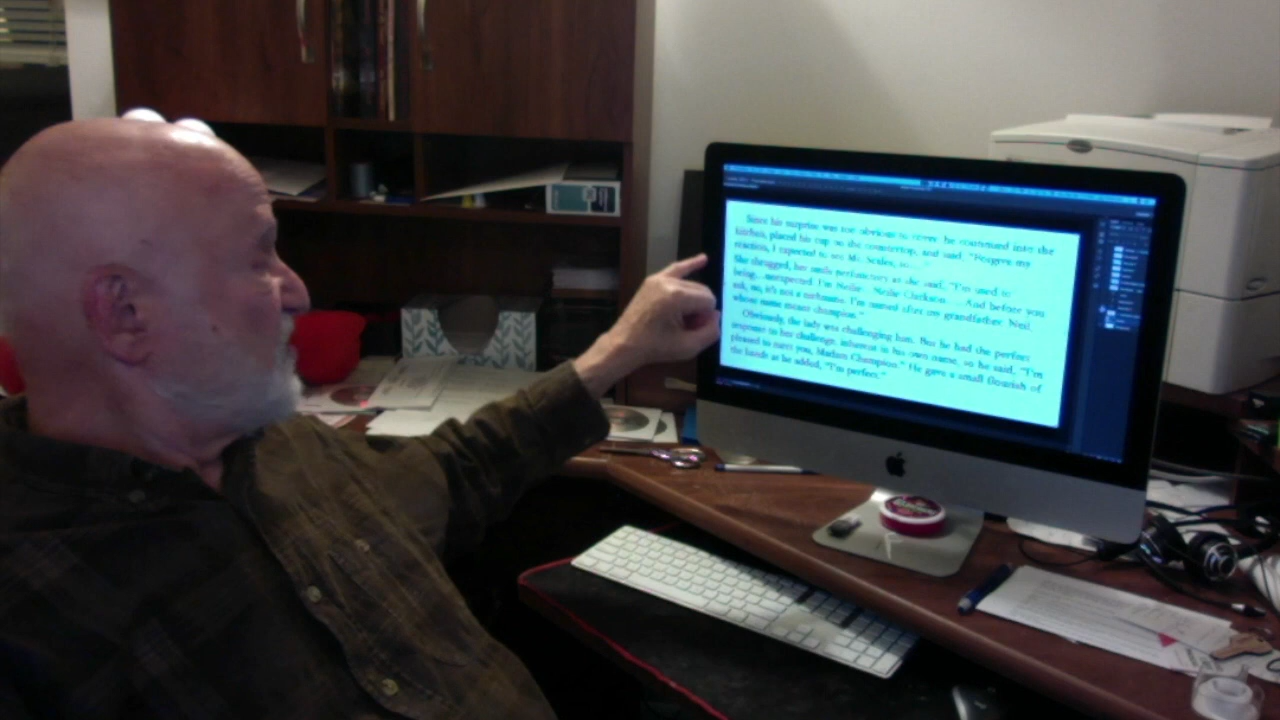 Since his surprise was too obvious to cover he continued into the
kitchen, placed his cup on the countertop, and said, "Forgive my
reaction, I expected to see Mr. Scales, so…"
She shrugged, her smile perfunctory as she said, "I'm used to
being…unexpected. I'm Neale. Neale Clarkson.… And before you
ask, no, it's not a nickname. I'm named after my grandfather Neil,
whose name means champion."
Obviously, the lady was challenging him. But he had the perfect
response to her challenge, inherent in his own name, so he said, "I'm
pleased to meet you, Madam Champion." He gave a small flourish of
the hands as he added, "I'm perfect."